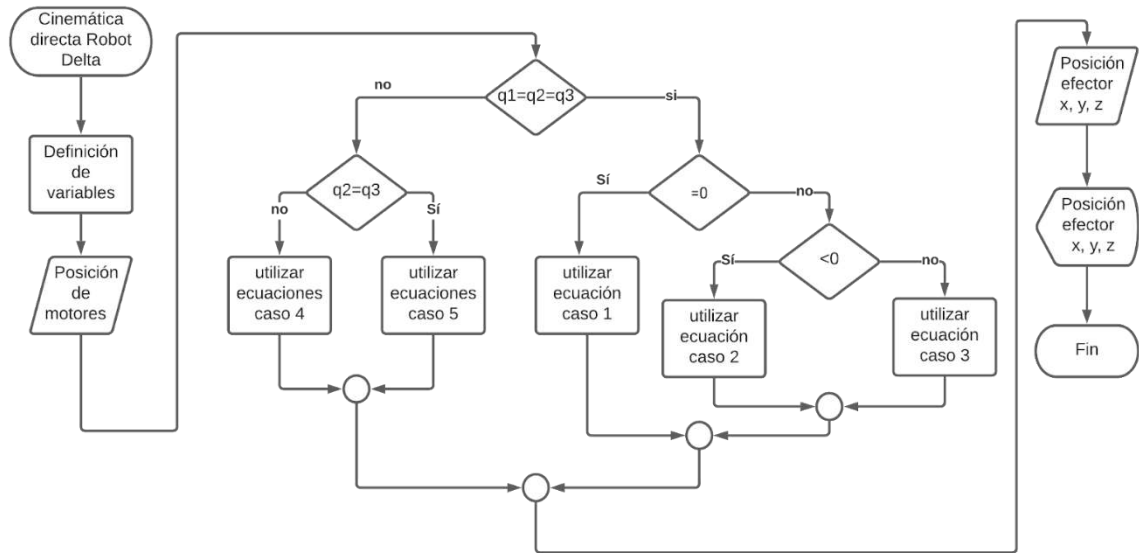 Cinemática
directa Robot
Delta
Definición
de
variables
Posición
de
motores
q1=q2=q3
no
si
q2=q3
no
Sí
utilizar
ecuaciones
caso 4
utilizar
ecuaciones
caso 5
=0
Sí
no
utilizar
ecuación
caso 1
<0
Sí
no
utilizar
ecuación
caso 2
utilizar
ecuación
caso 3
Posición
efector
x, y, z
Posición
efector
x, y, z
Fin